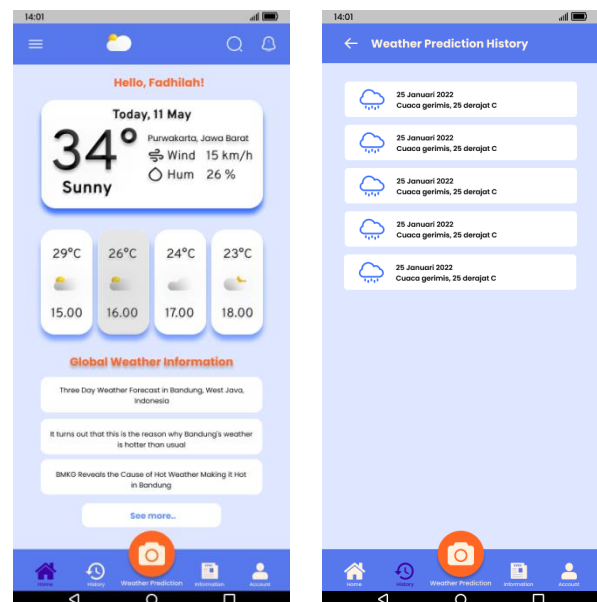 14:01
Hello, Fadhilah!
Today, 11 May
34°
Sunny
Purwakarta, Jawa Barat
Wind 15 km/h
Hum 26 %
29°C
26°C
24°C
23°C
15.00
16.00
17.00
18.00
Global Weather Information
Three Day Weather Forecast in Bandung, West Java,
Indonesia
It turns out that this is the reason why Bandung's weather
is hotter than usual
BMKG Reveals the Cause of Hot Weather Making it Hot
in Bandung
See more..
Home
History
Weather Prediction
Information
Account
14:01
Weather Prediction History
25 Januari 2022
Cuaca gerimis, 25 derajat C
25 Januari 2022
Cuaca gerimis, 25 derajat C
25 Januari 2022
Cuaca gerimis, 25 derajat C
25 Januari 2022
Cuaca gerimis, 25 derajat C
25 Januari 2022
Cuaca gerimis, 25 derajat C
Home
History
Weather Prediction
Information
Account